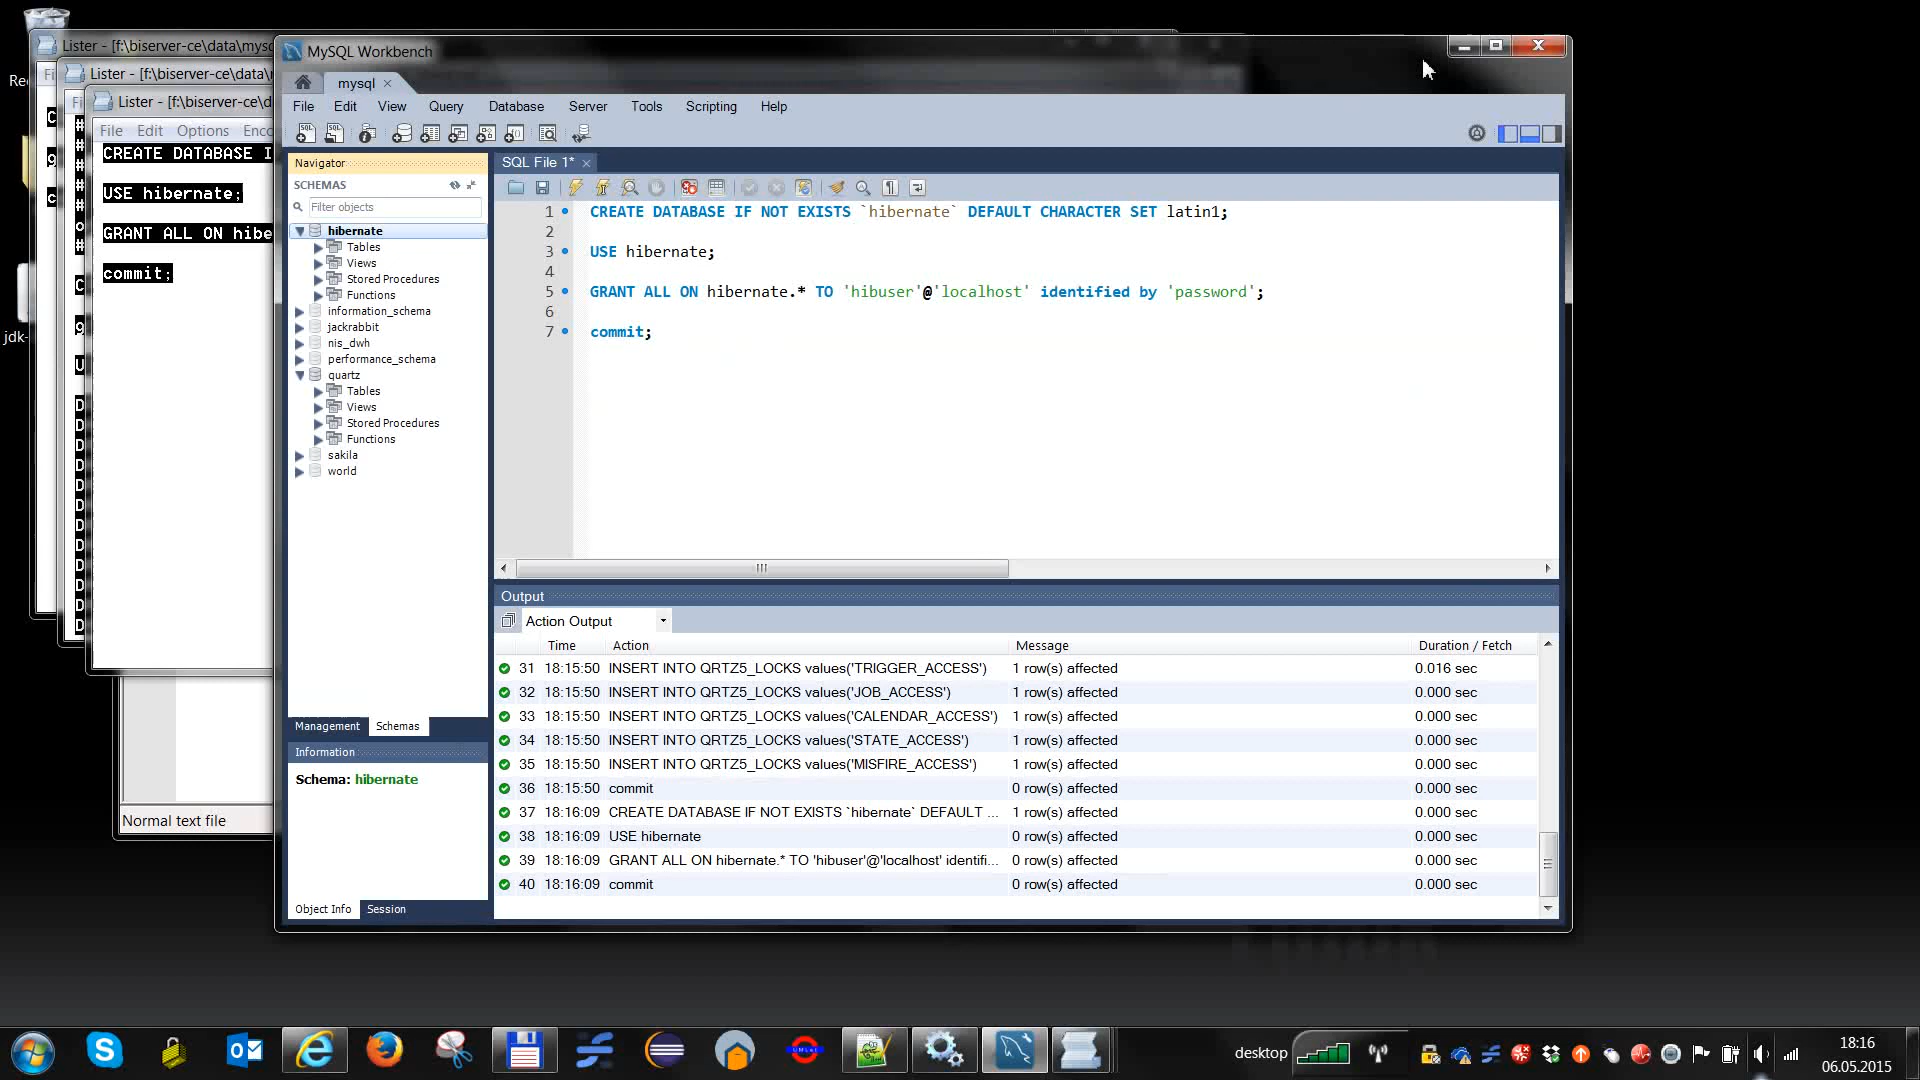 Lister - [f:\biserver-ce\data\mysq
Lister - [f:\biserver-ce\data\
Lister - [f:\biserver-ce\d
File Edit Options Enco
CREATE DATABASE I
USE hibernate;
GRANT ALL ON hibe
commit;
jdk-
Normal text file
MySQL Workbench
mysql
File Edit View Query Database Server Tools Scripting Help
Navigator
SCHEMAS
Filter objects
hibernate
Tables
Views
Stored Procedures
Functions
information_schema
jackrabbit
nis_dwh
performance_schema
quartz
Tables
Views
Stored Procedures
Functions
sakila
world
Management Schemas
Information
Schema: hibernate
Object Info Session
SQL File 1*
1 CREATE DATABASE IF NOT EXISTS `hibernate` DEFAULT CHARACTER SET latin1;
2
3 USE hibernate;
4
5 GRANT ALL ON hibernate.* TO 'hibuser'@'localhost' identified by 'password';
6
7 commit;
Output
Action Output
Time Action Message Duration / Fetch
31 18:15:50 INSERT INTO QRTZ5_LOCKS values('TRIGGER_ACCESS') 1 row(s) affected 0.016 sec
32 18:15:50 INSERT INTO QRTZ5_LOCKS values('JOB_ACCESS') 1 row(s) affected 0.000 sec
33 18:15:50 INSERT INTO QRTZ5_LOCKS values('CALENDAR_ACCESS') 1 row(s) affected 0.000 sec
34 18:15:50 INSERT INTO QRTZ5_LOCKS values('STATE_ACCESS') 1 row(s) affected 0.000 sec
35 18:15:50 INSERT INTO QRTZ5_LOCKS values('MISFIRE_ACCESS') 1 row(s) affected 0.000 sec
36 18:15:50 commit 0 row(s) affected 0.000 sec
37 18:16:09 CREATE DATABASE IF NOT EXISTS `hibernate` DEFAULT ... 1 row(s) affected 0.000 sec
38 18:16:09 USE hibernate 0 row(s) affected 0.000 sec
39 18:16:09 GRANT ALL ON hibernate.* TO 'hibuser'@'localhost' identifi... 0 row(s) affected 0.000 sec
40 18:16:09 commit 0 row(s) affected 0.000 sec
desktop
18:16
06.05.2015